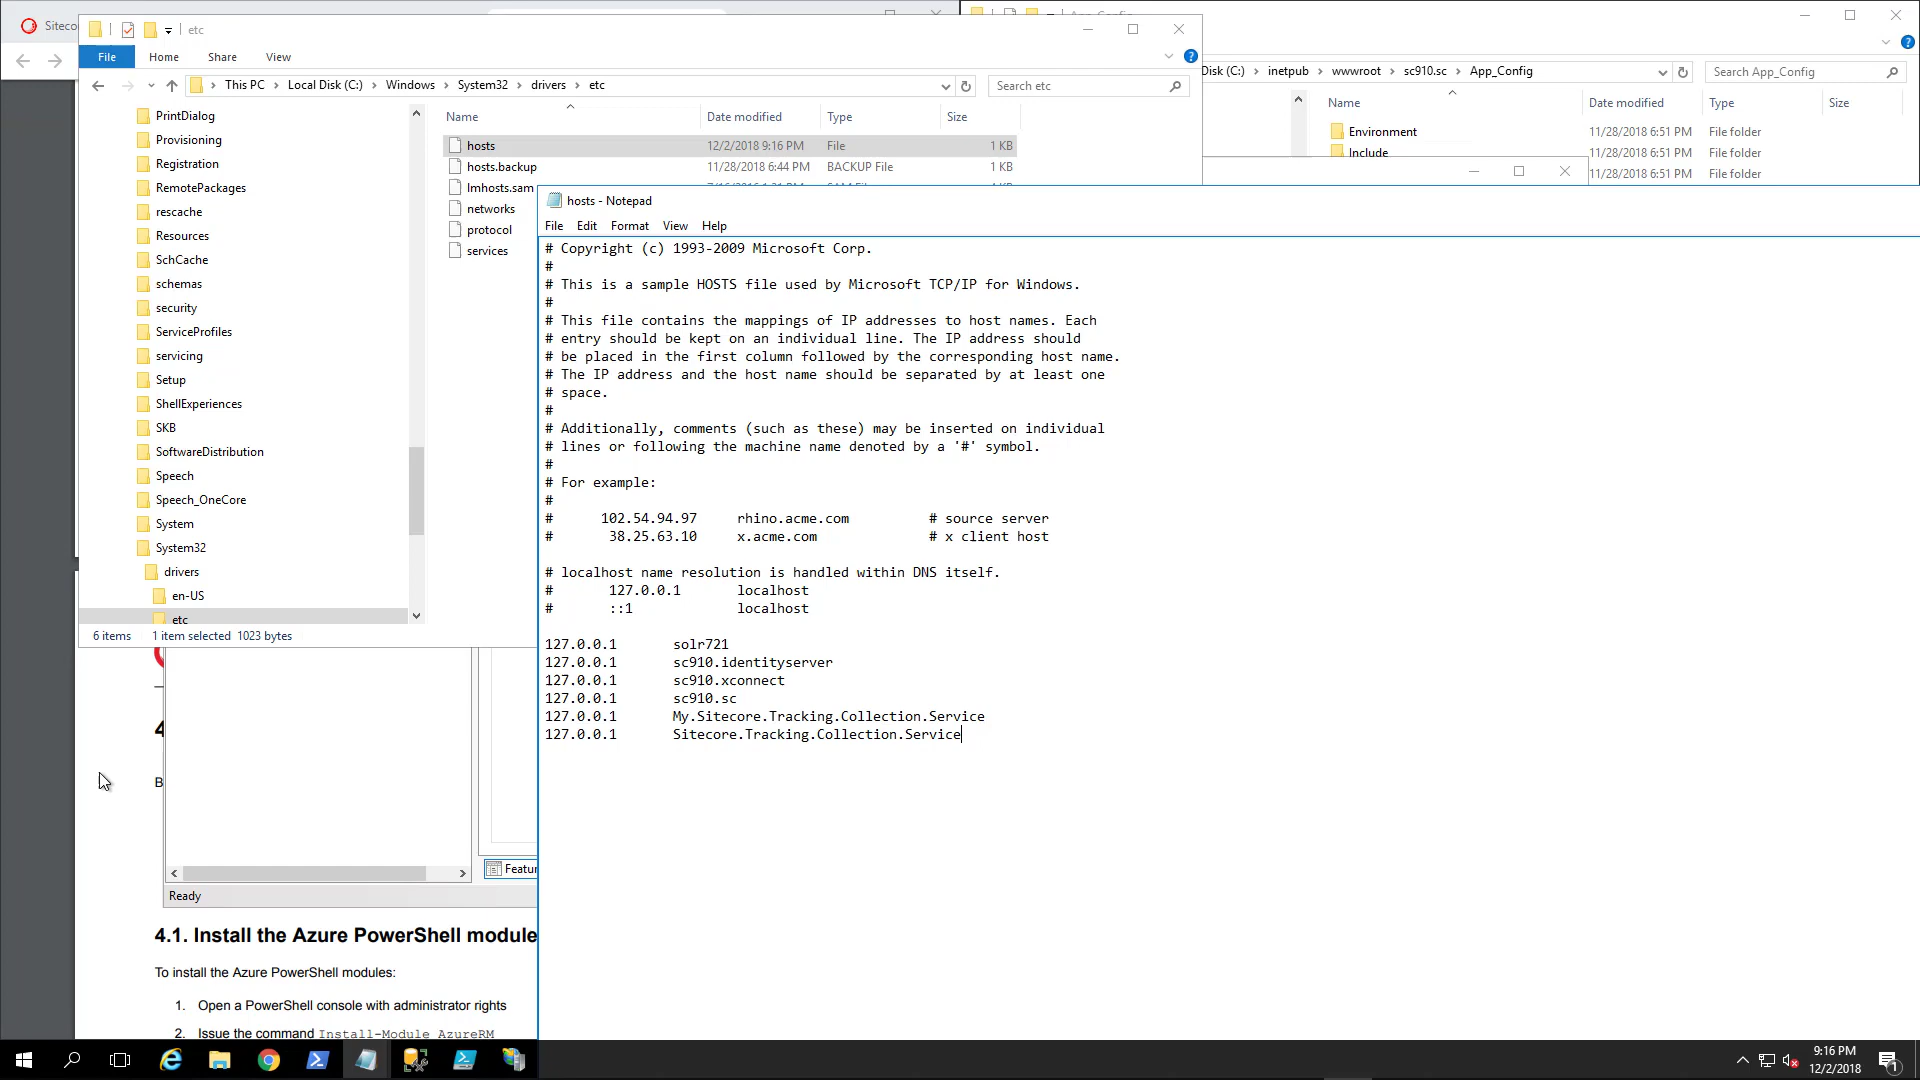 Siteco
etc
File Home Share View
This PC Local Disk (C:) Windows System32 drivers etc
Search etc
PrintDialog
Provisioning
Registration
RemotePackages
rescache
Resources
SchCache
schemas
security
ServiceProfiles
servicing
Setup
ShellExperiences
SKB
SoftwareDistribution
Speech
Speech_OneCore
System
System32
drivers
en-US
etc
Name Date modified Type Size
hosts 12/2/2018 9:16 PM File 1 KB
hosts.backup 11/28/2018 6:44 PM BACKUP File 1 KB
lmhosts.sam
networks
protocol
services
6 items 1 item selected 1023 bytes
App_Config
Disk (C:) inetpub wwwroot sc910.sc App_Config
Search App_Config
Name Date modified Type Size
Environment 11/28/2018 6:51 PM File folder
Include 11/28/2018 6:51 PM File folder
11/28/2018 6:51 PM File folder
hosts - Notepad
File Edit Format View Help
# Copyright (c) 1993-2009 Microsoft Corp.
#
# This is a sample HOSTS file used by Microsoft TCP/IP for Windows.
#
# This file contains the mappings of IP addresses to host names. Each
# entry should be kept on an individual line. The IP address should
# be placed in the first column followed by the corresponding host name.
# The IP address and the host name should be separated by at least one
# space.
#
# Additionally, comments (such as these) may be inserted on individual
# lines or following the machine name denoted by a '#' symbol.
#
# For example:
#
# 102.54.94.97 rhino.acme.com # source server
# 38.25.63.10 x.acme.com # x client host
# localhost name resolution is handled within DNS itself.
# 127.0.0.1 localhost
# ::1 localhost
127.0.0.1 solr721
127.0.0.1 sc910.identityserver
127.0.0.1 sc910.xconnect
127.0.0.1 sc910.sc
127.0.0.1 My.Sitecore.Tracking.Collection.Service
127.0.0.1 Sitecore.Tracking.Collection.Service
4
B
Featur
Ready
4.1. Install the Azure PowerShell module
To install the Azure PowerShell modules:
1. Open a PowerShell console with administrator rights
2. Issue the command Install-Module AzureRM
9:16 PM
12/2/2018
1